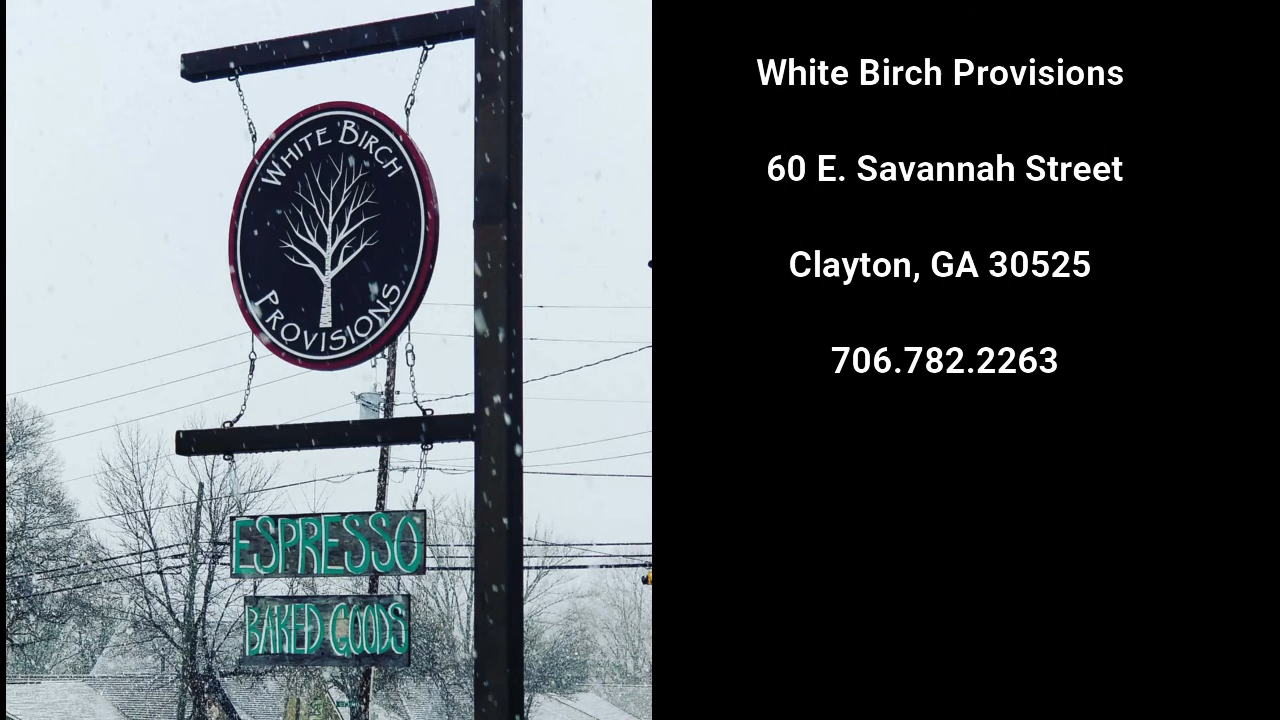 WHITE BIRCH
PROVISIONS
ESPRESSO
BAKED GOODS
White Birch Provisions
60 E. Savannah Street
Clayton, GA 30525
706.782.2263